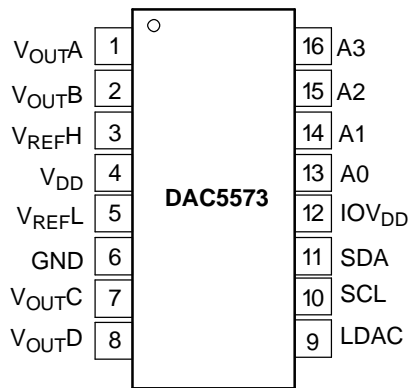 VOUTA 1 16 A3
VOUTB 2 15 A2
VREFH 3 14 A1
VDD 4 13 A0
DAC5573
VREFL 5 12 IOVDD
GND 6 11 SDA
VOUTC 7 10 SCL
VOUTD 8 9 LDAC